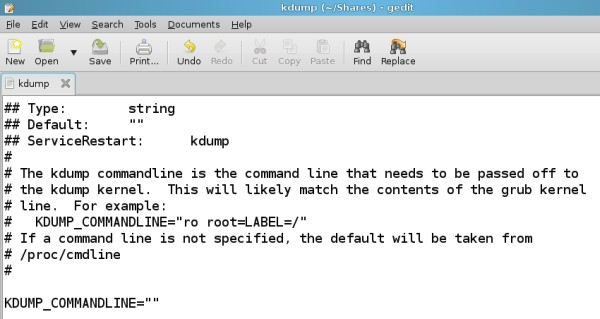 kdump (~/Shares) - gedit
File Edit View Search Tools Documents Help
New Open Save Print... Undo Redo Cut Copy Paste Find Replace
kdump
## Type:        string
## Default:     ""
## ServiceRestart:      kdump
#
# The kdump commandline is the command line that needs to be passed off to
# the kdump kernel.  This will likely match the contents of the grub kernel
# line.  For example:
#   KDUMP_COMMANDLINE="ro root=LABEL=/"
# If a command line is not specified, the default will be taken from
# /proc/cmdline
#
KDUMP_COMMANDLINE=""